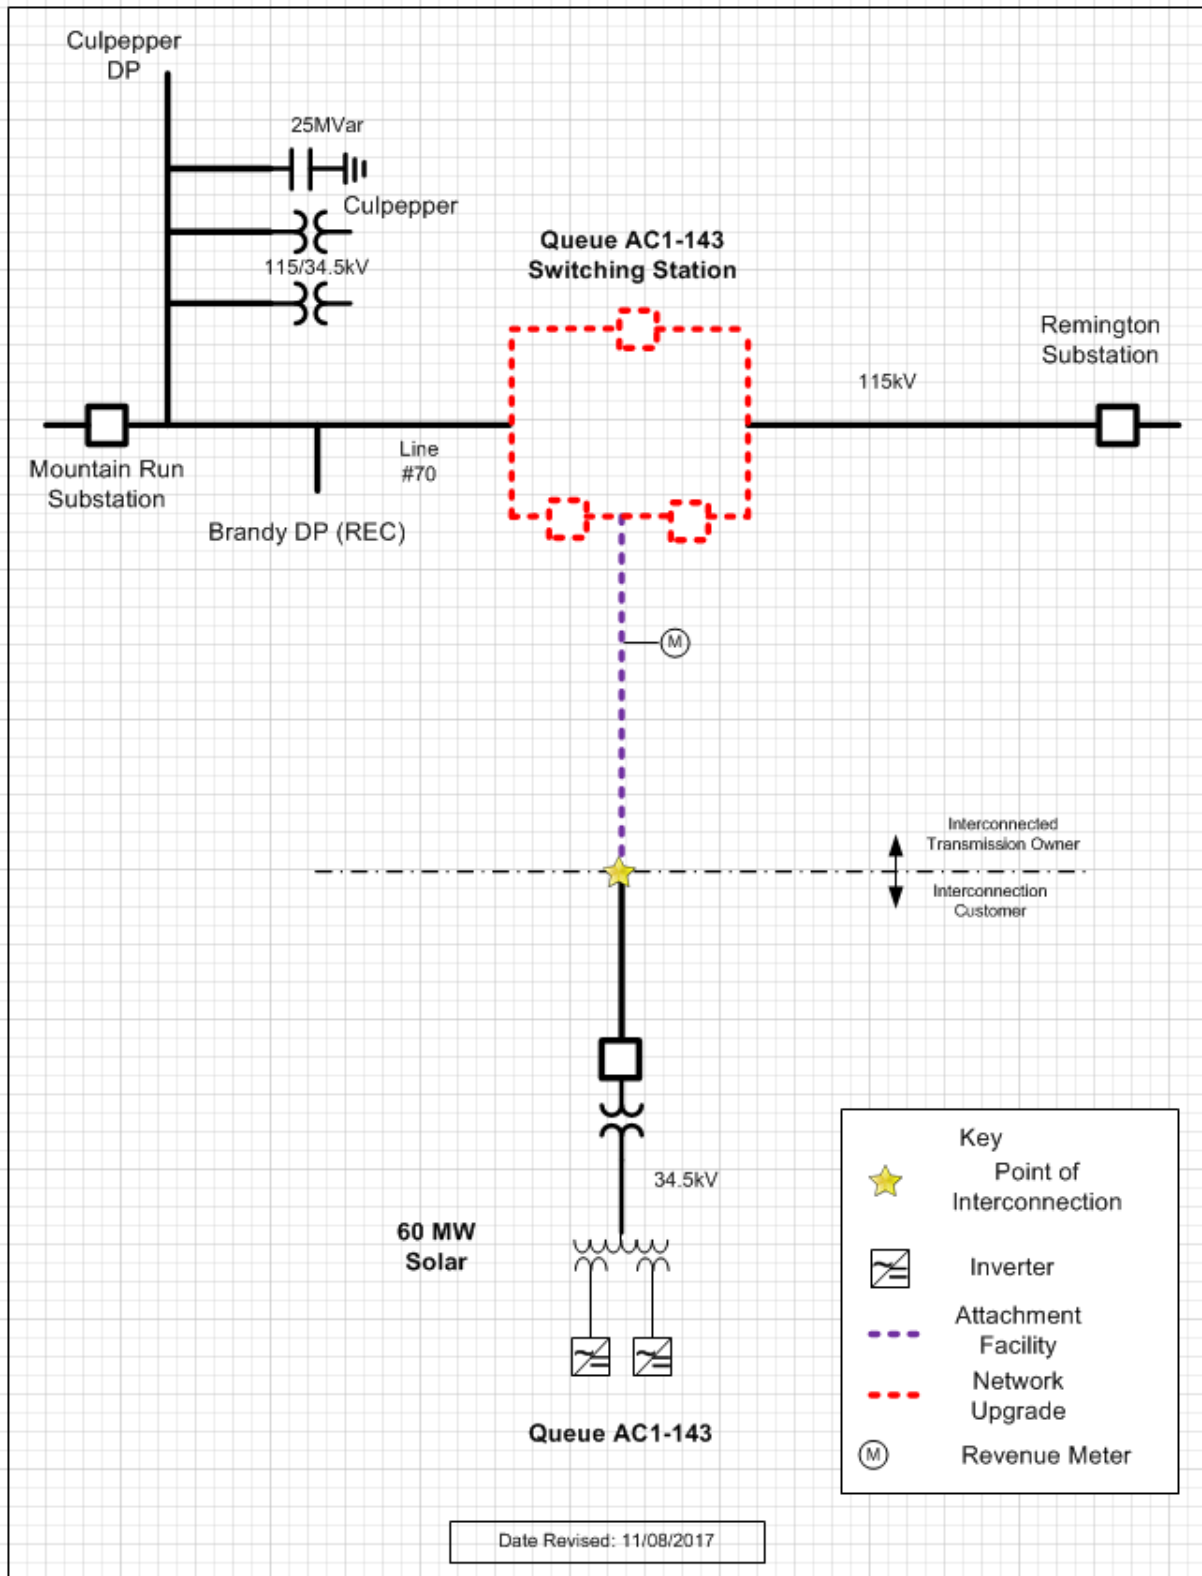 Culpepper
DP
25MVar
Culpepper
115/34.5kV
Queue AC1-143
Switching Station
Remington
Substation
115kV
Line
#70
Mountain Run
Substation
Brandy DP (REC)
M
Interconnected
Transmission Owner
Interconnection
Customer
34.5kV
60 MW
Solar
Queue AC1-143
Key
Point of
Interconnection
Inverter
Attachment
Facility
Network
Upgrade
M
Revenue Meter
Date Revised: 11/08/2017